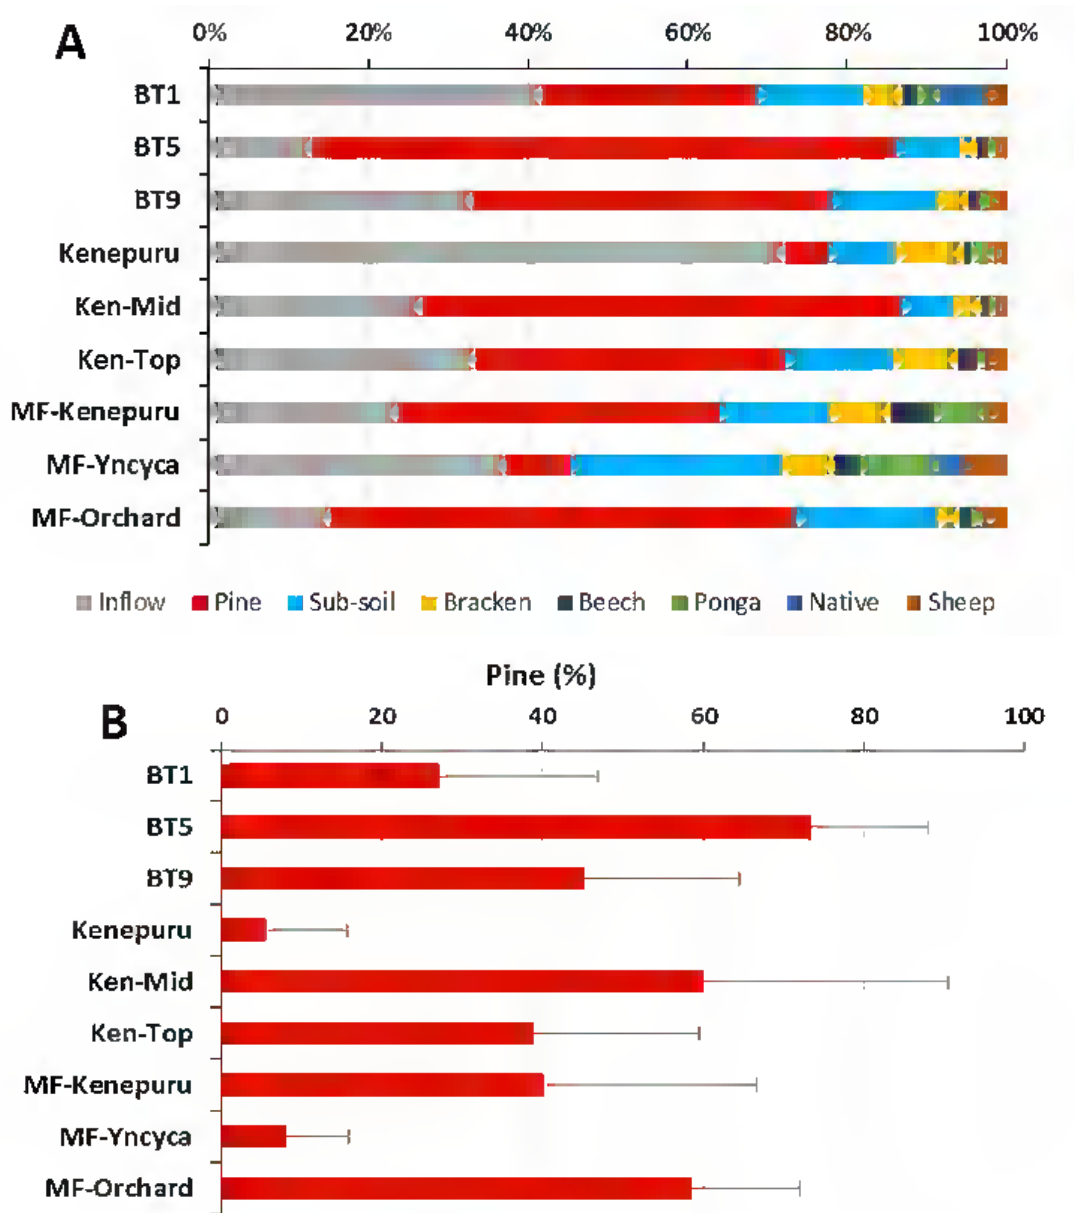 A
0% 20% 40% 60% 80% 100%
BT1
BT5
BT9
Kenepuru
Ken-Mid
Ken-Top
MF-Kenepuru
MF-Yncyca
MF-Orchard
Inflow Pine Sub-soil Bracken Beech Ponga Native Sheep
Pine (%)
B
0 20 40 60 80 100
BT1
BT5
BT9
Kenepuru
Ken-Mid
Ken-Top
MF-Kenepuru
MF-Yncyca
MF-Orchard